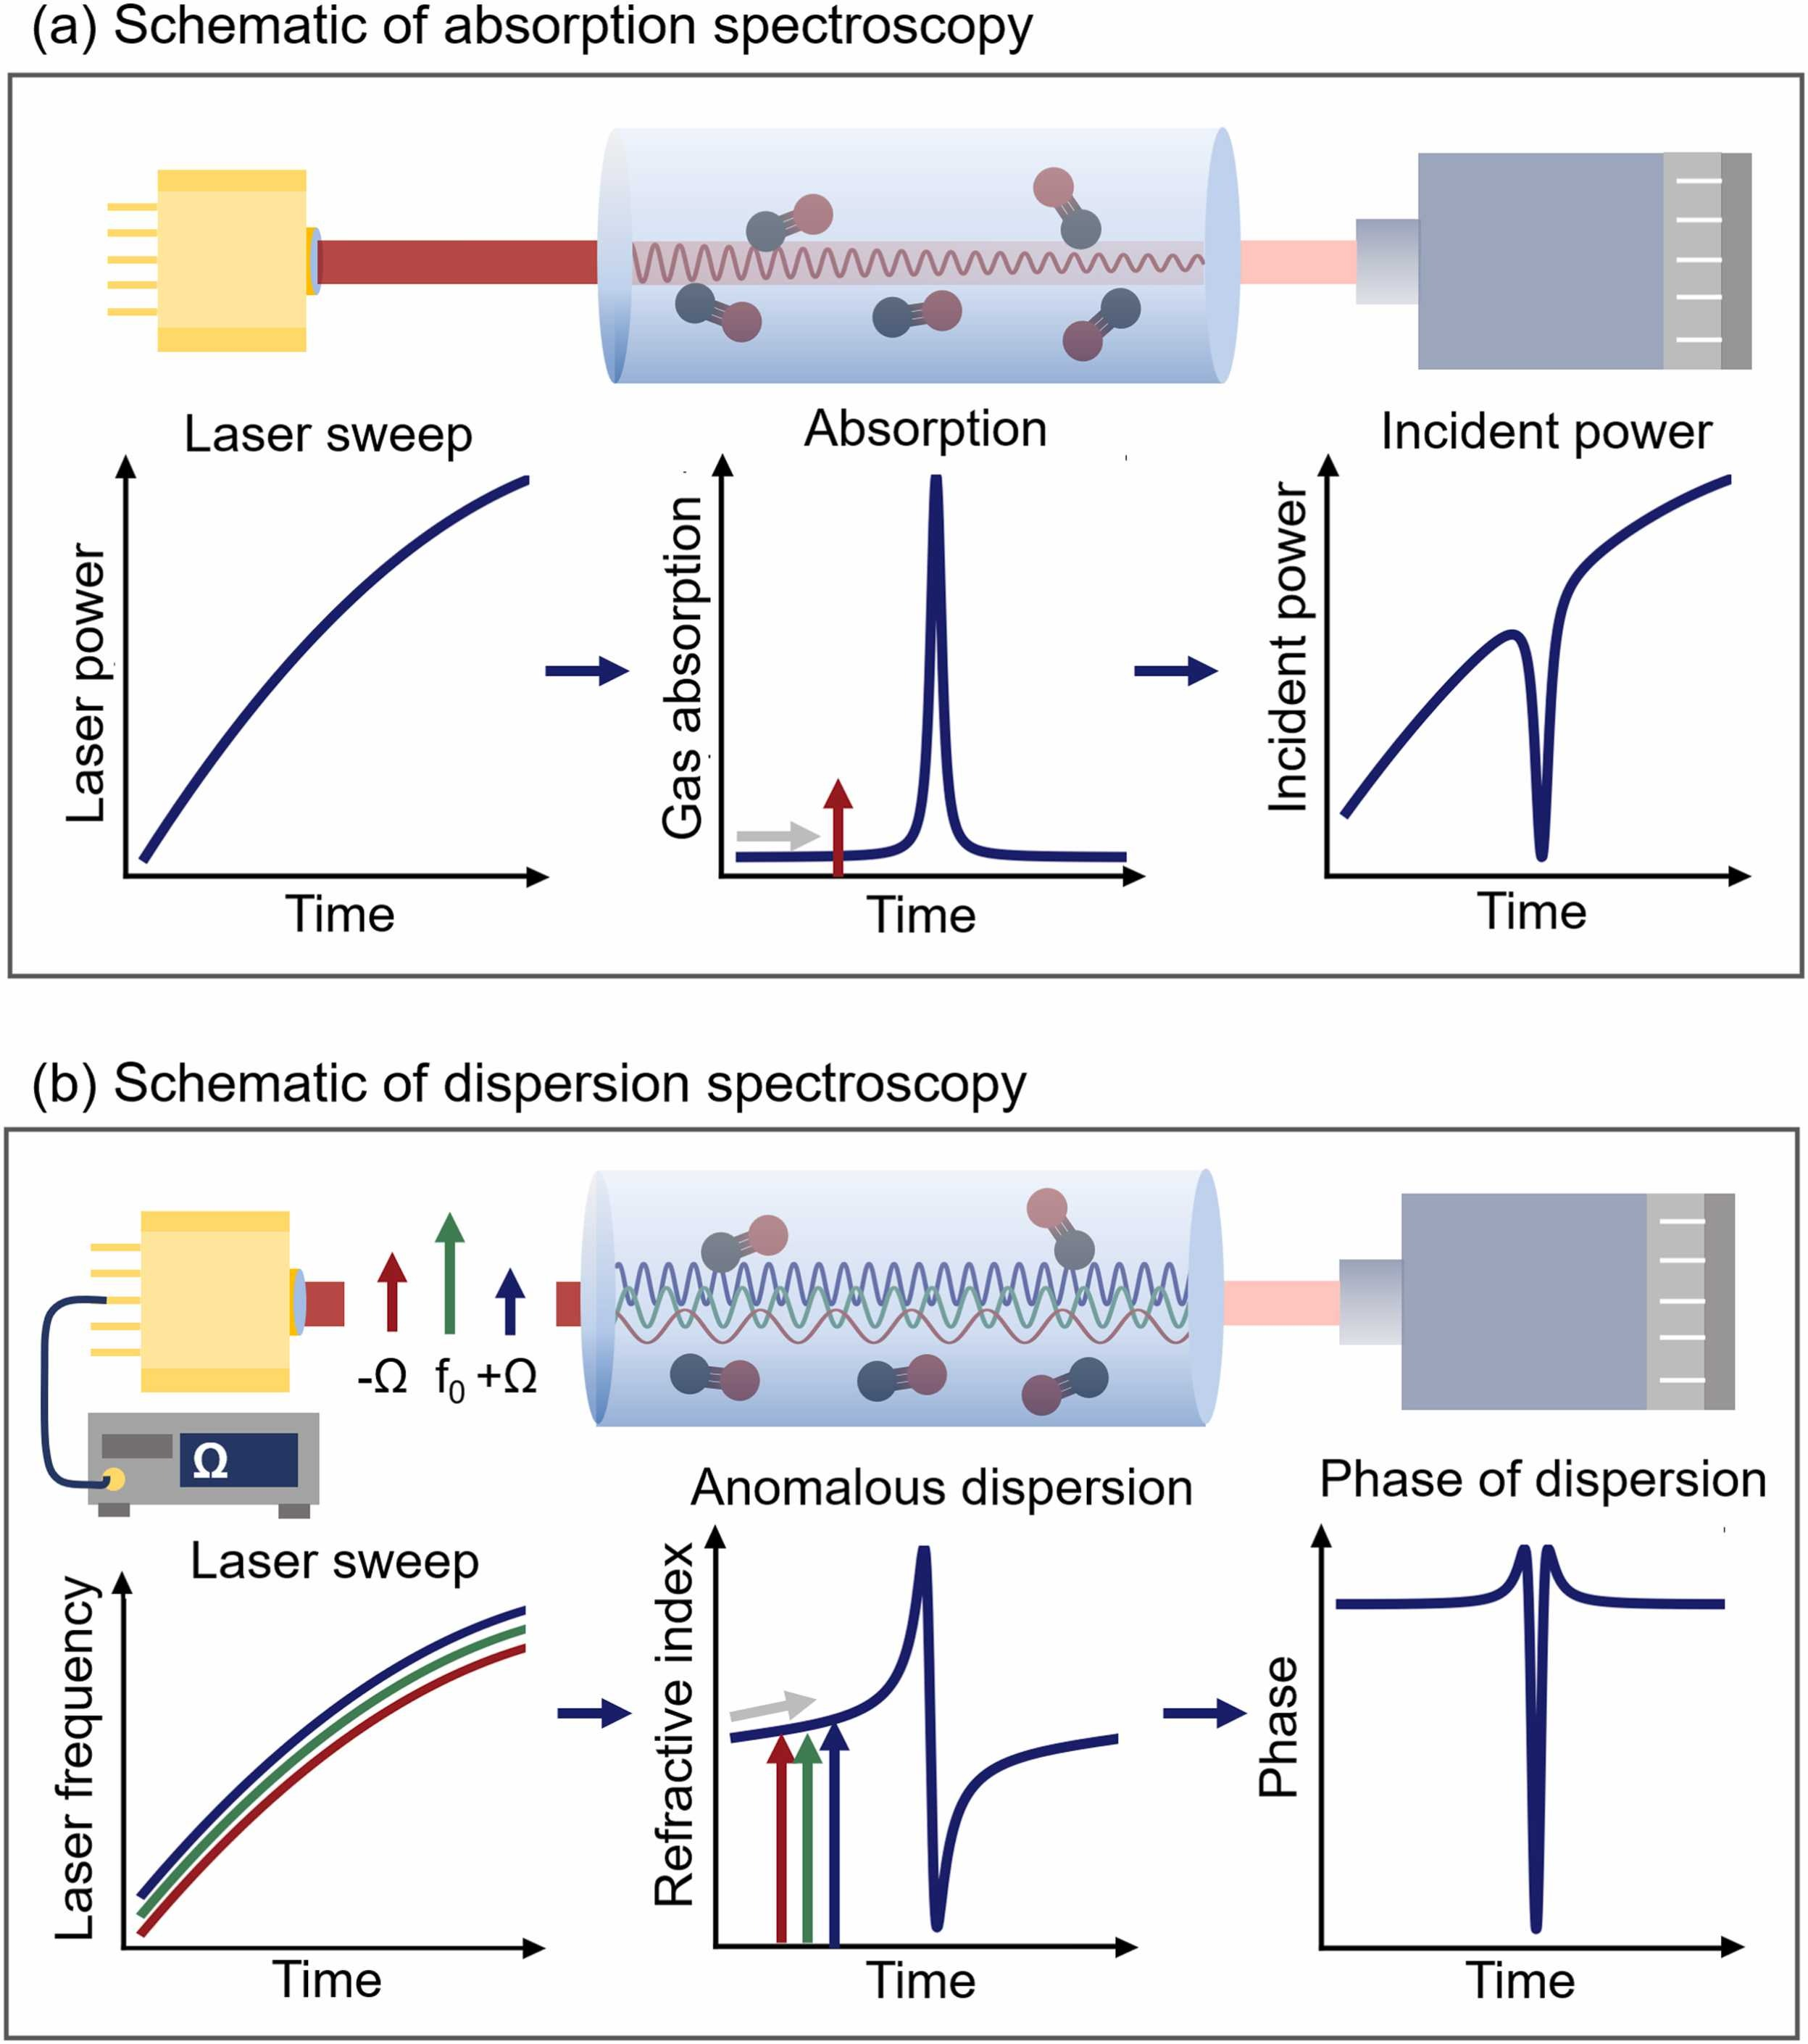 (a) Schematic of absorption spectroscopy
Laser sweep
Absorption
Incident power
Laser power
Gas absorption
Incident power
Time
Time
Time
(b) Schematic of dispersion spectroscopy
-Ω f₀ +Ω
Ω
Laser sweep
Anomalous dispersion
Phase of dispersion
Laser frequency
Refractive index
Phase
Time
Time
Time